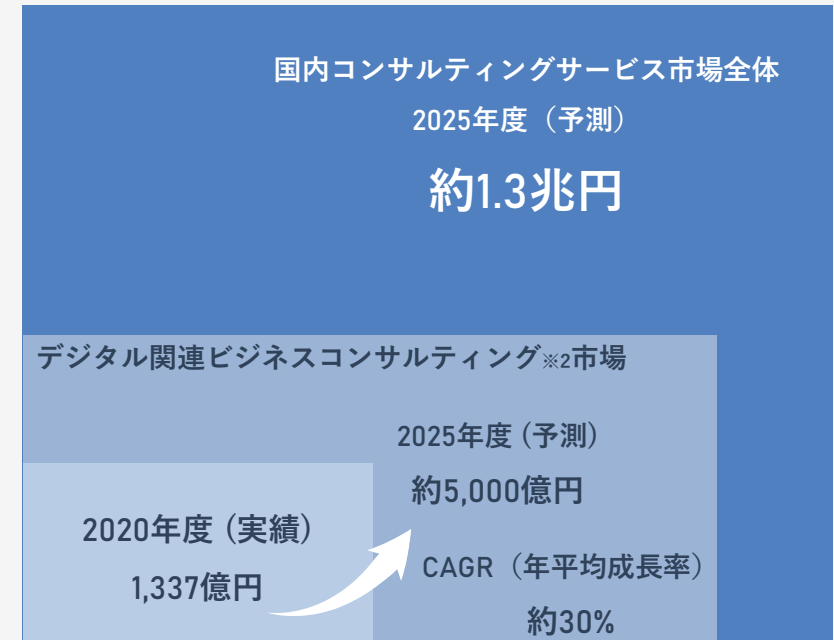 国内コンサルティングサービス市場全体
2025年度（予測）
約1.3兆円
デジタル関連ビジネスコンサルティング※2市場
2025年度（予測）
約5,000億円
2020年度（実績）
1,337億円
CAGR（年平均成長率）
約30%